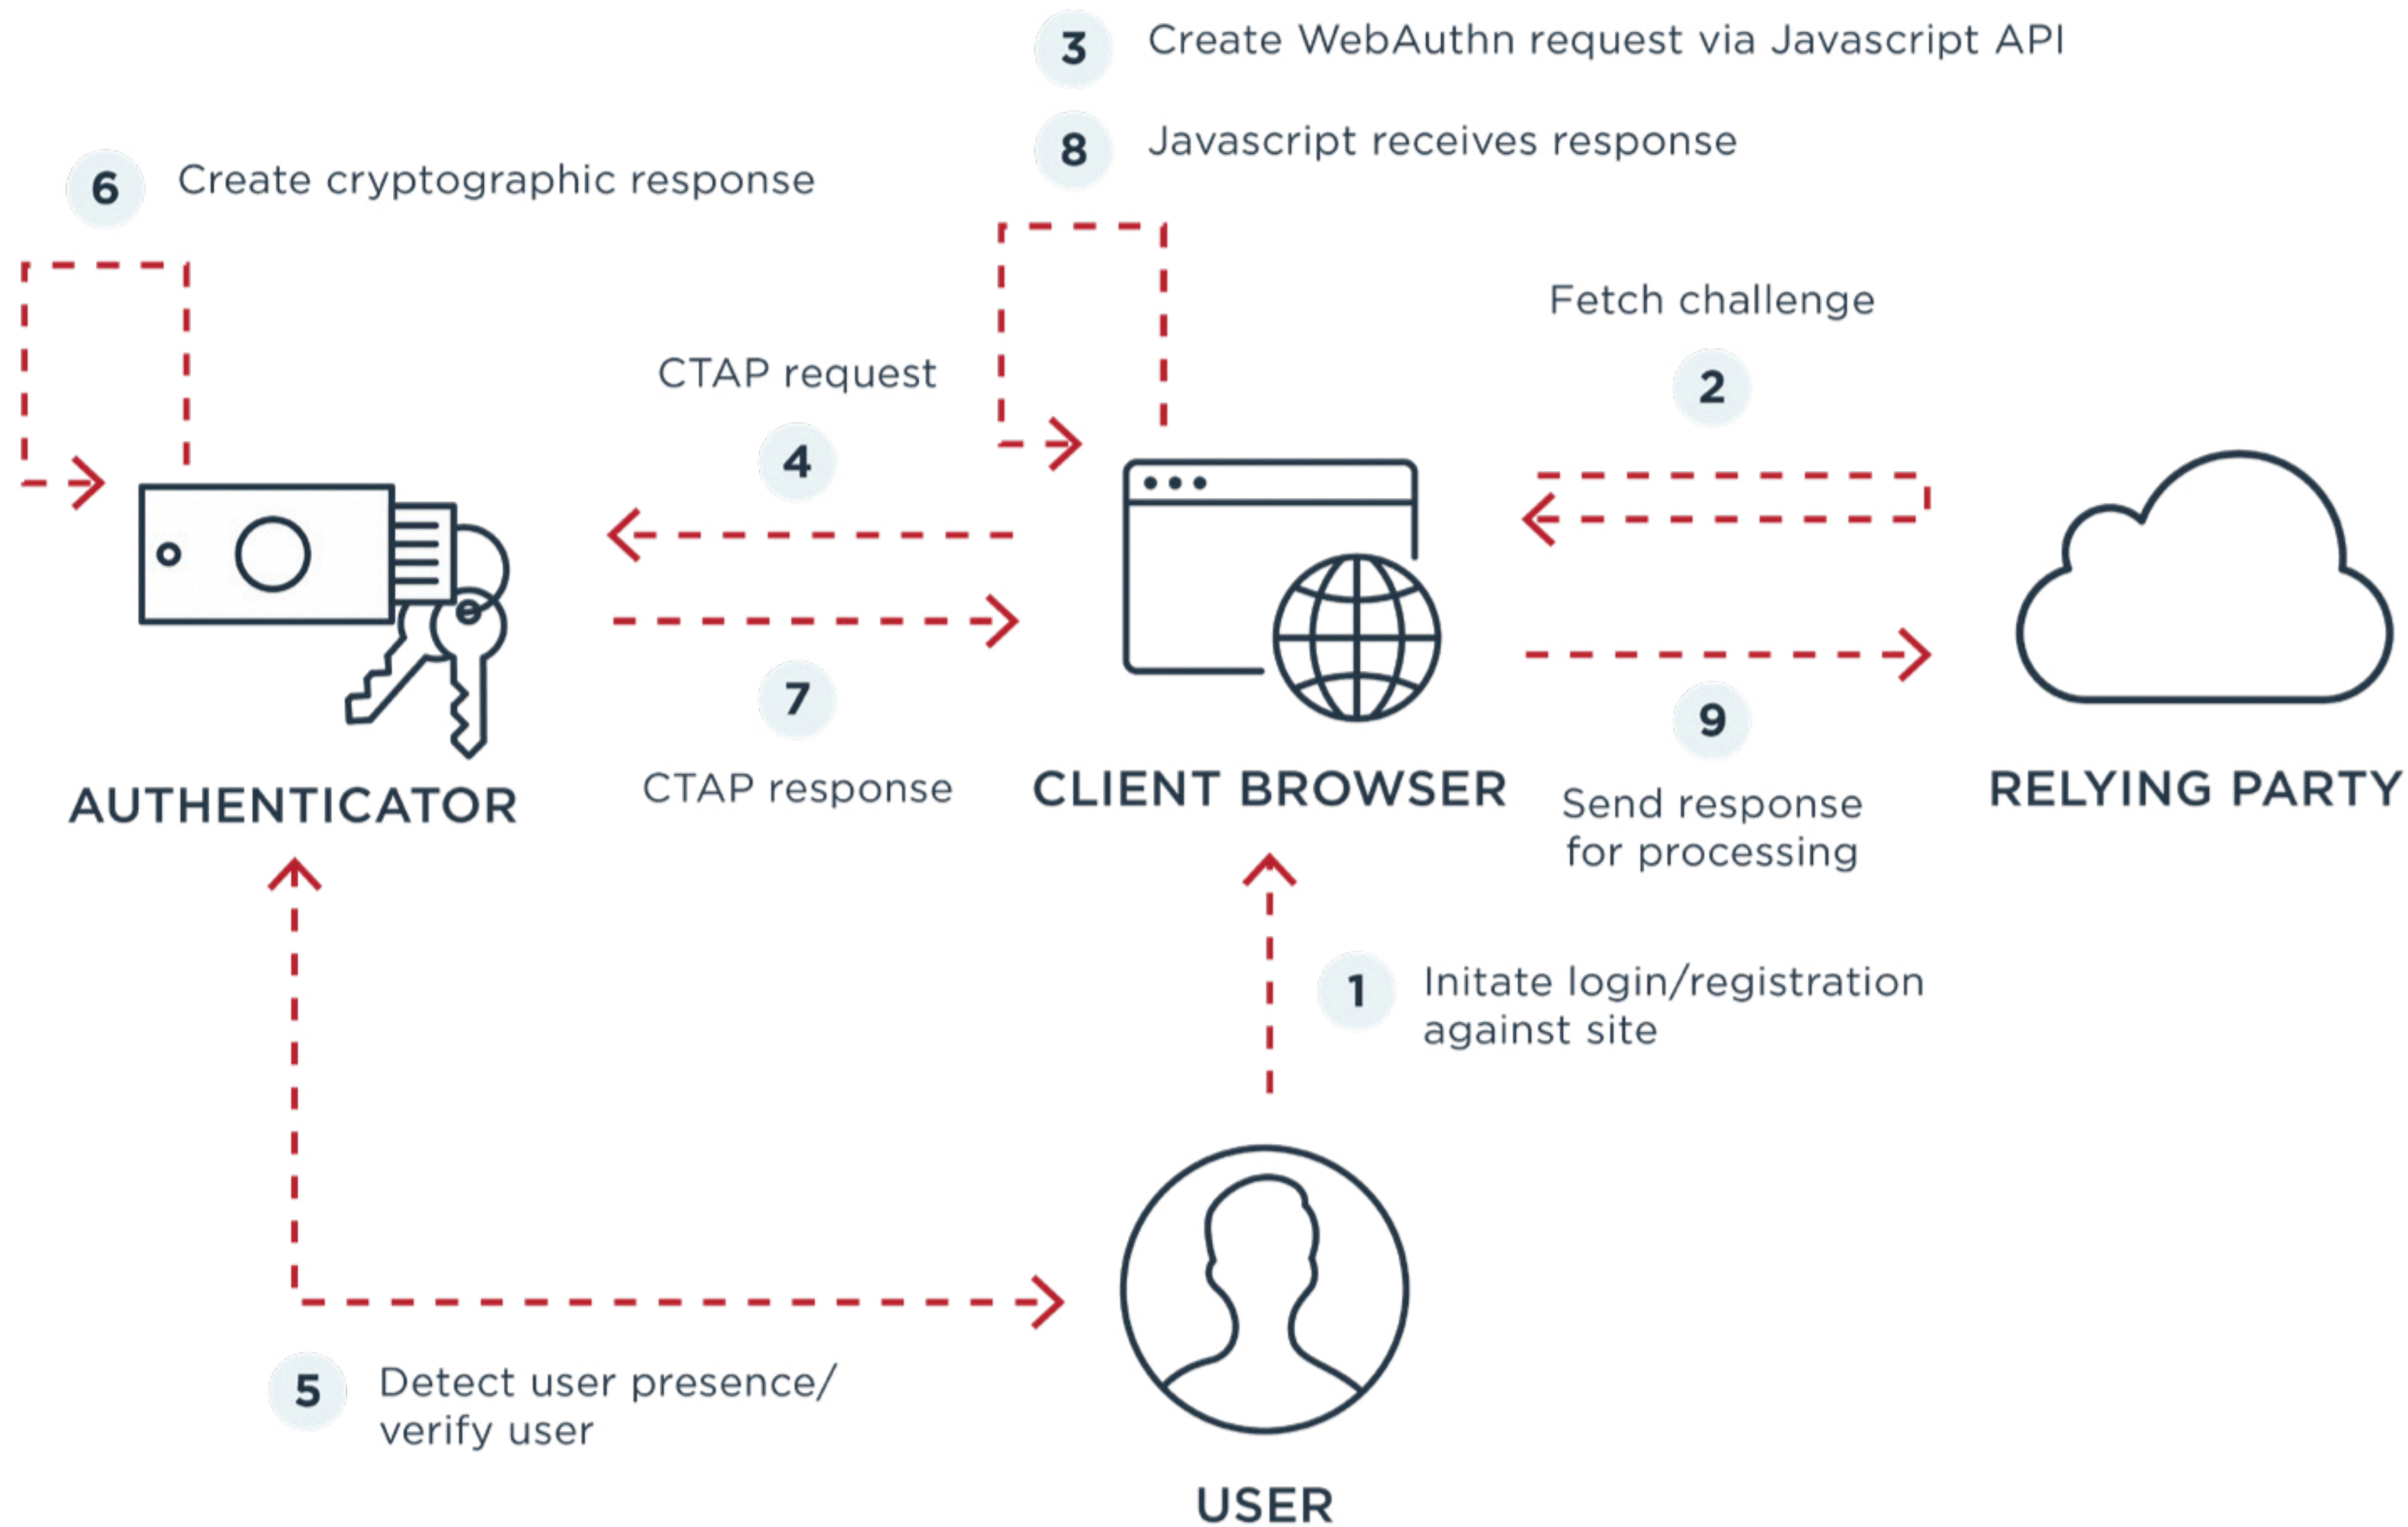 3 Create WebAuthn request via Javascript API
8 Javascript receives response
6 Create cryptographic response
Fetch challenge
2
CTAP request
4
7
CTAP response
9
Send response
for processing
AUTHENTICATOR
CLIENT BROWSER
RELYING PARTY
1 Initate login/registration
against site
5 Detect user presence/
verify user
USER